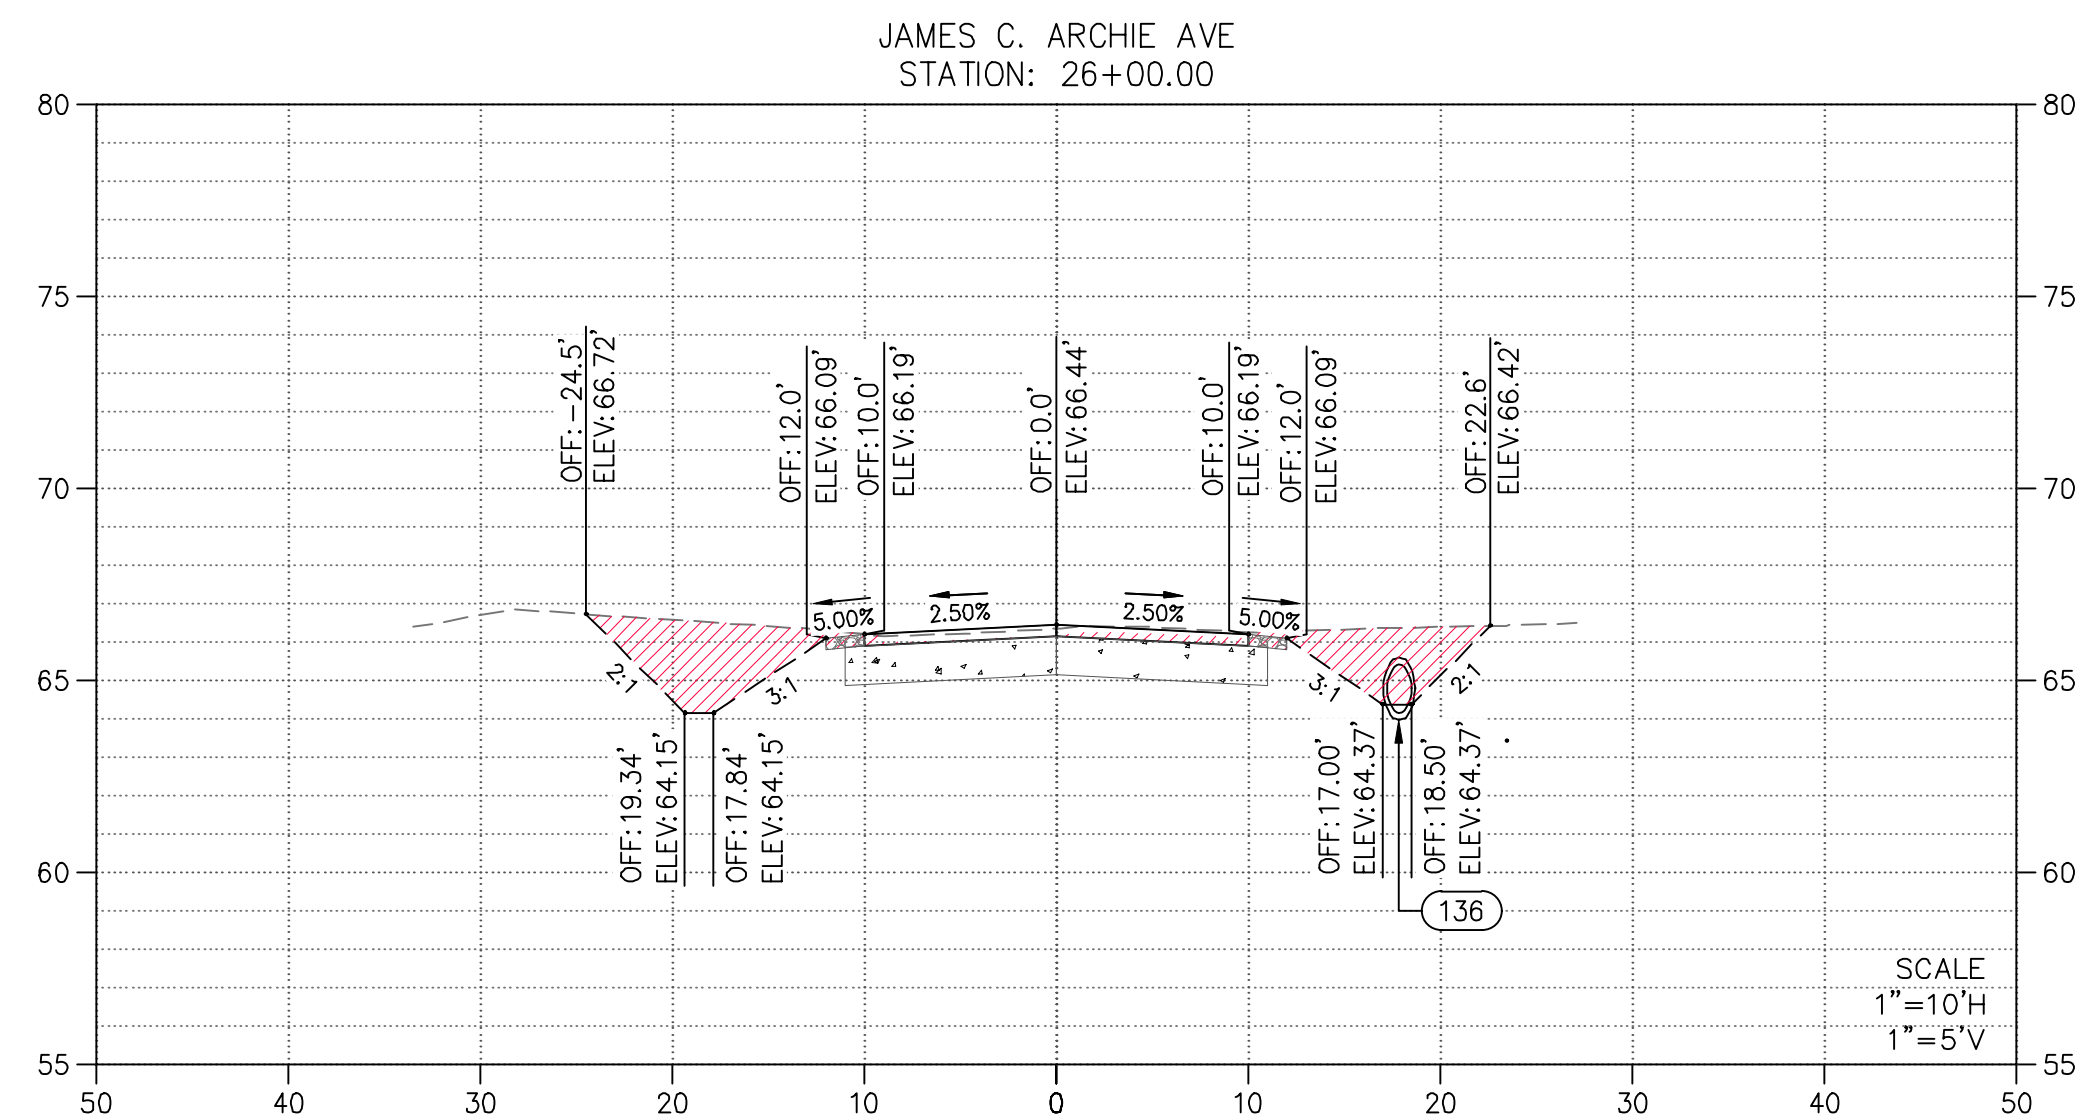 JAMES C. ARCHIE AVE
STATION: 26+00.00
80
80
75
75
OFF:-24.5'
ELEV:66.72'
OFF:12.0'
ELEV:66.09'
OFF:10.0'
ELEV:66.19'
OFF:0.0'
ELEV:66.44'
OFF:10.0'
ELEV:66.19'
OFF:12.0'
ELEV:66.09'
OFF:22.6'
ELEV:66.42'
70
70
5.00%
2.50%
2.50%
5.00%
65
65
2:1
3:1
3:1
2:1
OFF:19.34'
ELEV:64.15'
OFF:17.84'
ELEV:64.15'
OFF:17.00'
ELEV:64.37'
OFF:18.50'
ELEV:64.37'
60
60
136
SCALE
1"=10'H
1"=5'V
55
55
50
40
30
20
10
0
10
20
30
40
50